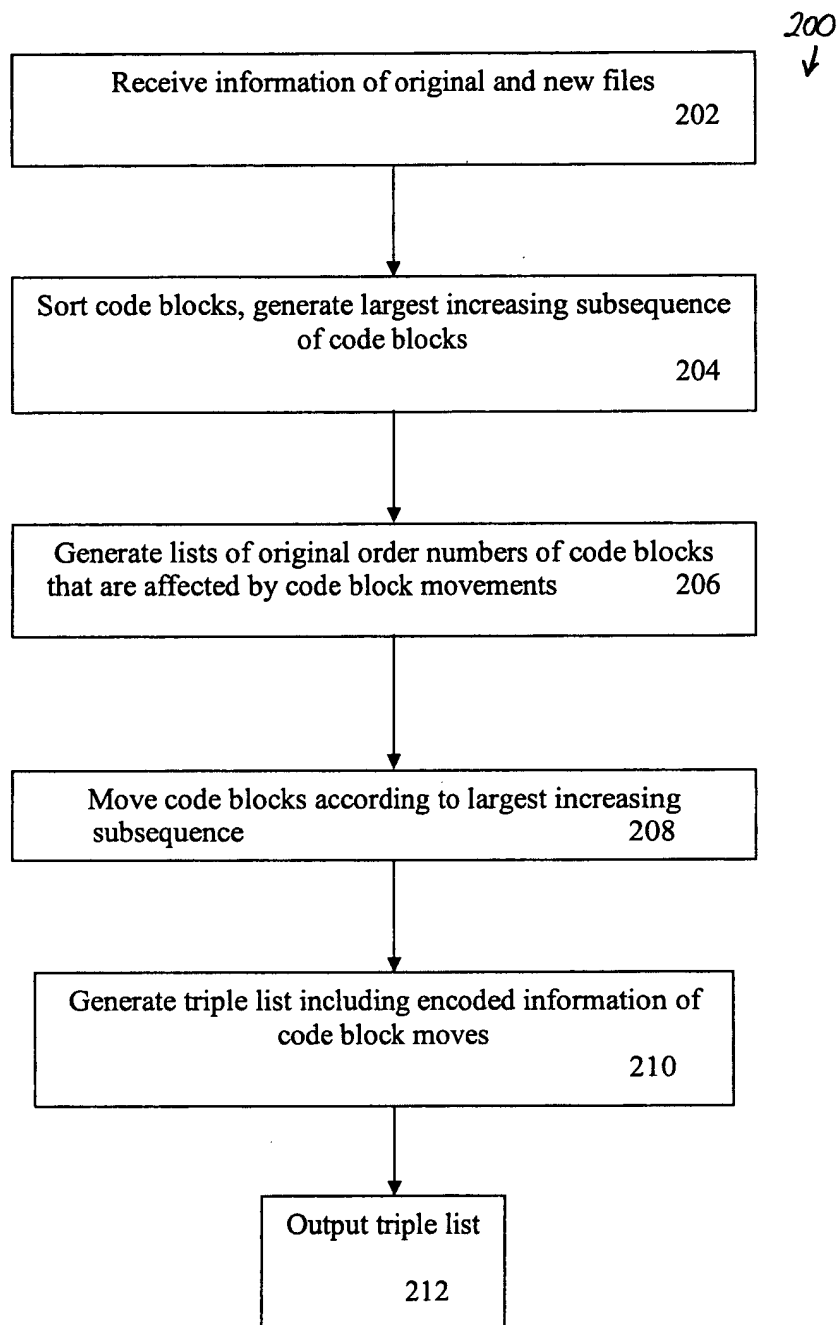 200
Receive information of original and new files
202
Sort code blocks, generate largest increasing subsequence
of code blocks
204
Generate lists of original order numbers of code blocks
that are affected by code block movements 206
Move code blocks according to largest increasing
subsequence 208
Generate triple list including encoded information of
code block moves
210
Output triple list
212